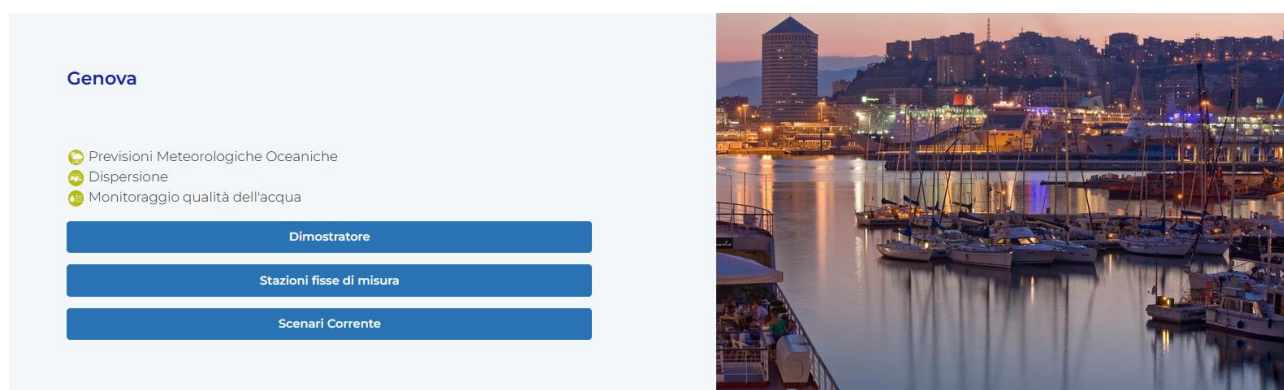 Genova
Previsioni Meteorologiche Oceaniche
Dispersione
Monitoraggio qualità dell'acqua
Dimostratore
Stazioni fisse di misura
Scenari Corrente